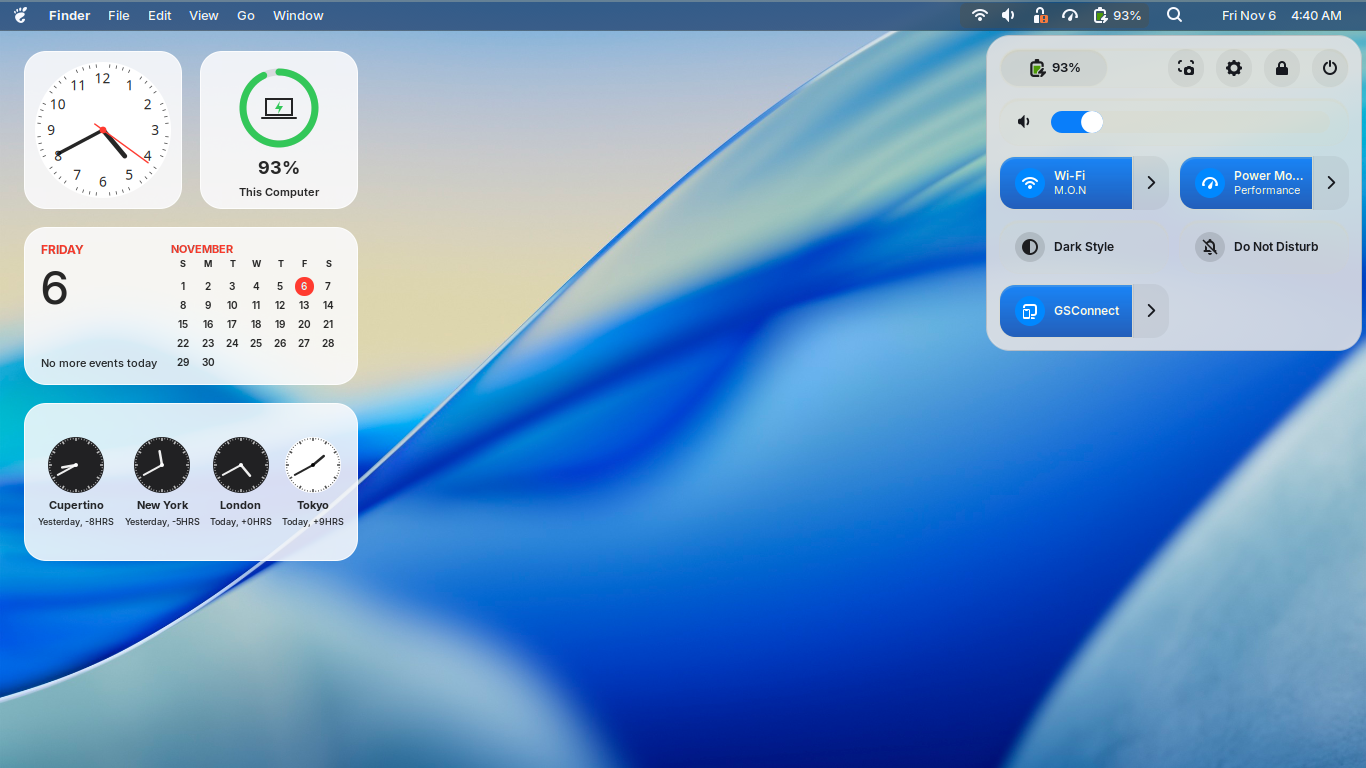 Finder File Edit View Go Window 93% Fri Nov 6 4:40 AM
12
11 1
10 2
9 3
8 4
7 5
6
93%
This Computer
FRIDAY
6
No more events today
NOVEMBER
S M T W T F S
1 2 3 4 5 6 7
8 9 10 11 12 13 14
15 16 17 18 19 20 21
22 23 24 25 26 27 28
29 30
Cupertino New York London Tokyo
Yesterday, -8HRS Yesterday, -5HRS Today, +0HRS Today, +9HRS
93%
Wi-Fi
M.O.N
Power Mo...
Performance
Dark Style
Do Not Disturb
GSConnect